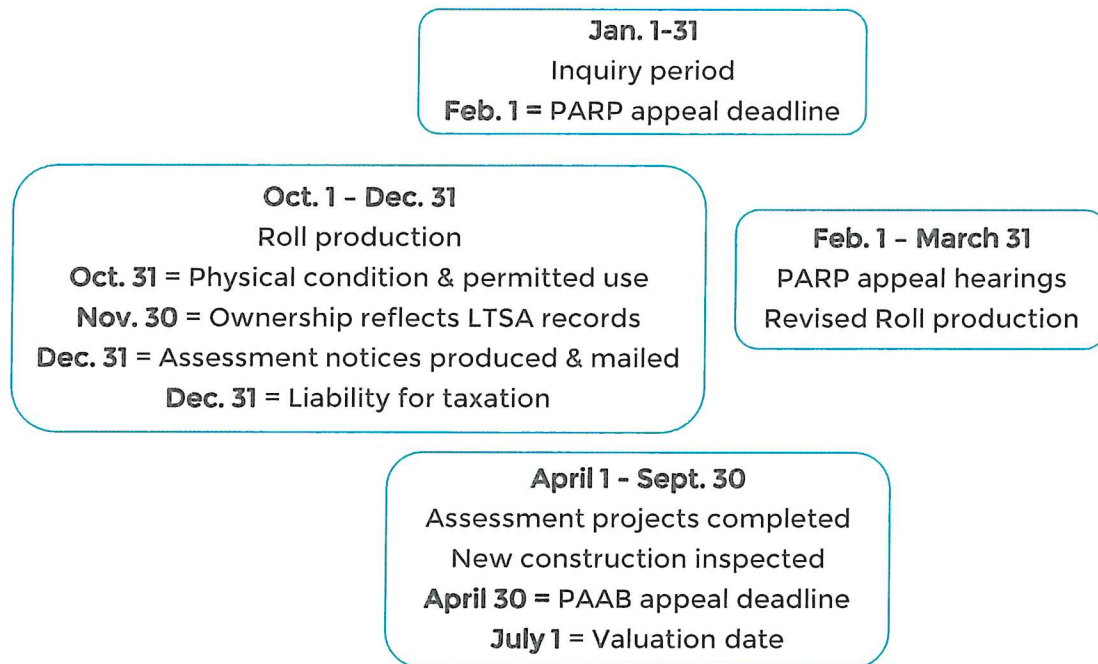 Jan. 1-31
Inquiry period
Feb. 1 = PARP appeal deadline
Oct. 1 – Dec. 31
Roll production
Oct. 31 = Physical condition & permitted use
Nov. 30 = Ownership reflects LTSA records
Dec. 31 = Assessment notices produced & mailed
Dec. 31 = Liability for taxation
Feb. 1 – March 31
PARP appeal hearings
Revised Roll production
April 1 – Sept. 30
Assessment projects completed
New construction inspected
April 30 = PAAB appeal deadline
July 1 = Valuation date